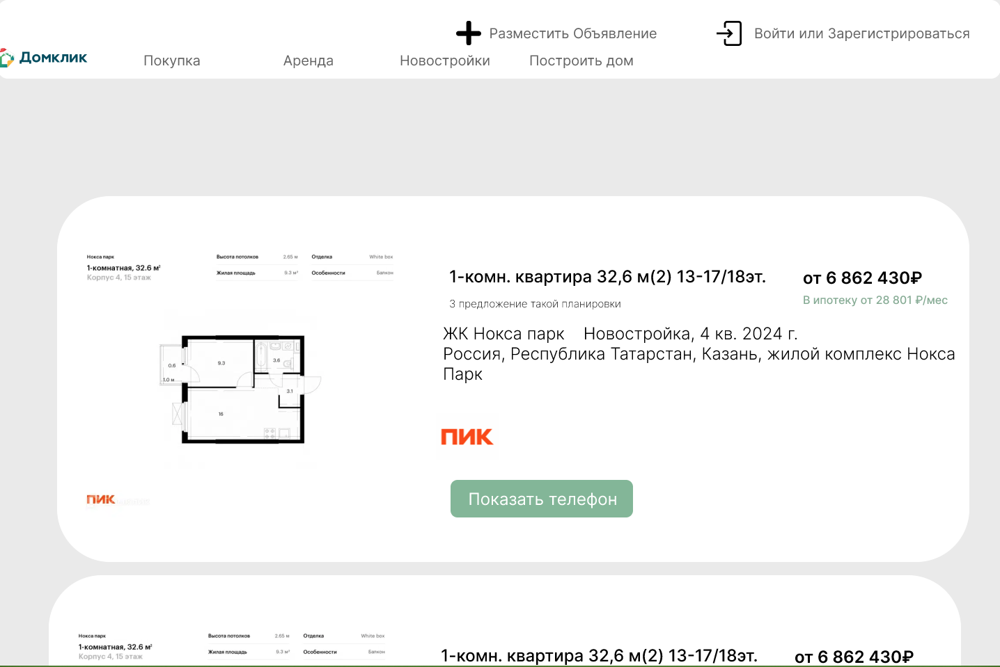 Разместить Объявление
Войти или Зарегистрироваться
Домклик
Покупка
Аренда
Новостройки
Построить дом
Нокса парк
1-комнатная, 32.6 м²
Корпус 4, 15 этаж
Высота потолков 2.65 м
Отделка White box
Жилая площадь 9.3 м²
Особенности Балкон
0.6
1.0 м
9.3
3.6
3.1
16
ПИК
1-комн. квартира 32,6 м(2) 13-17/18эт.
от 6 862 430₽
3 предложение такой планировки
В ипотеку от 28 801 ₽/мес
ЖК Нокса парк Новостройка, 4 кв. 2024 г.
Россия, Республика Татарстан, Казань, жилой комплекс Нокса
Парк
ПИК
Показать телефон
Нокса парк
1-комнатная, 32.6 м²
Корпус 4, 15 этаж
Высота потолков 2.65 м
Отделка White box
Жилая площадь 9.3 м²
Особенности Балкон
1-комн. квартира 32,6 м(2) 13-17/18эт.
от 6 862 430₽